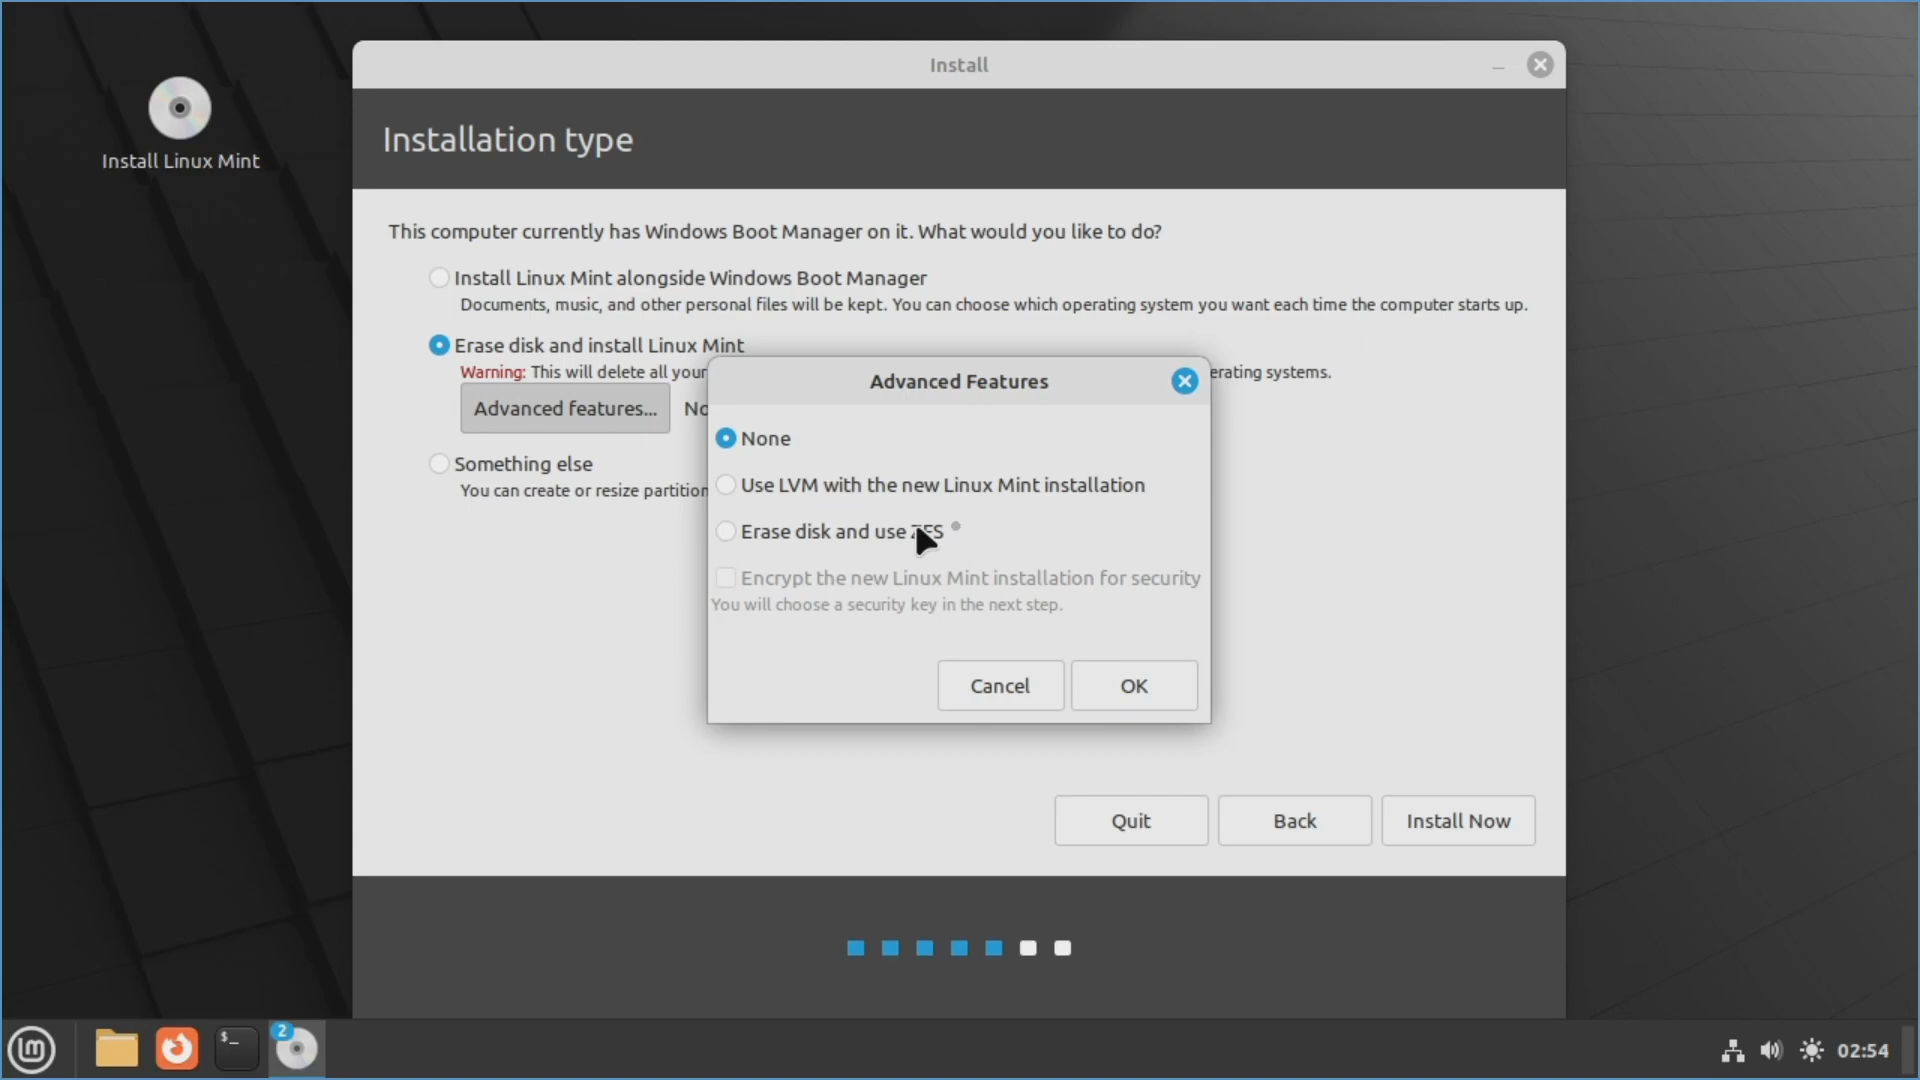 Install
Install Linux Mint
Installation type
This computer currently has Windows Boot Manager on it. What would you like to do?
Install Linux Mint alongside Windows Boot Manager
Documents, music, and other personal files will be kept. You can choose which operating system you want each time the computer starts up.
Erase disk and install Linux Mint
Warning: This will delete all your erating systems.
Advanced features... No
Something else
You can create or resize partition
Advanced Features
None
Use LVM with the new Linux Mint installation
Erase disk and use ZFS
Encrypt the new Linux Mint installation for security
You will choose a security key in the next step.
Cancel OK
Quit Back Install Now
$_ 2
02:54